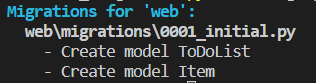 Migrations for 'web':
web\migrations\0001_initial.py
- Create model ToDoList
- Create model Item